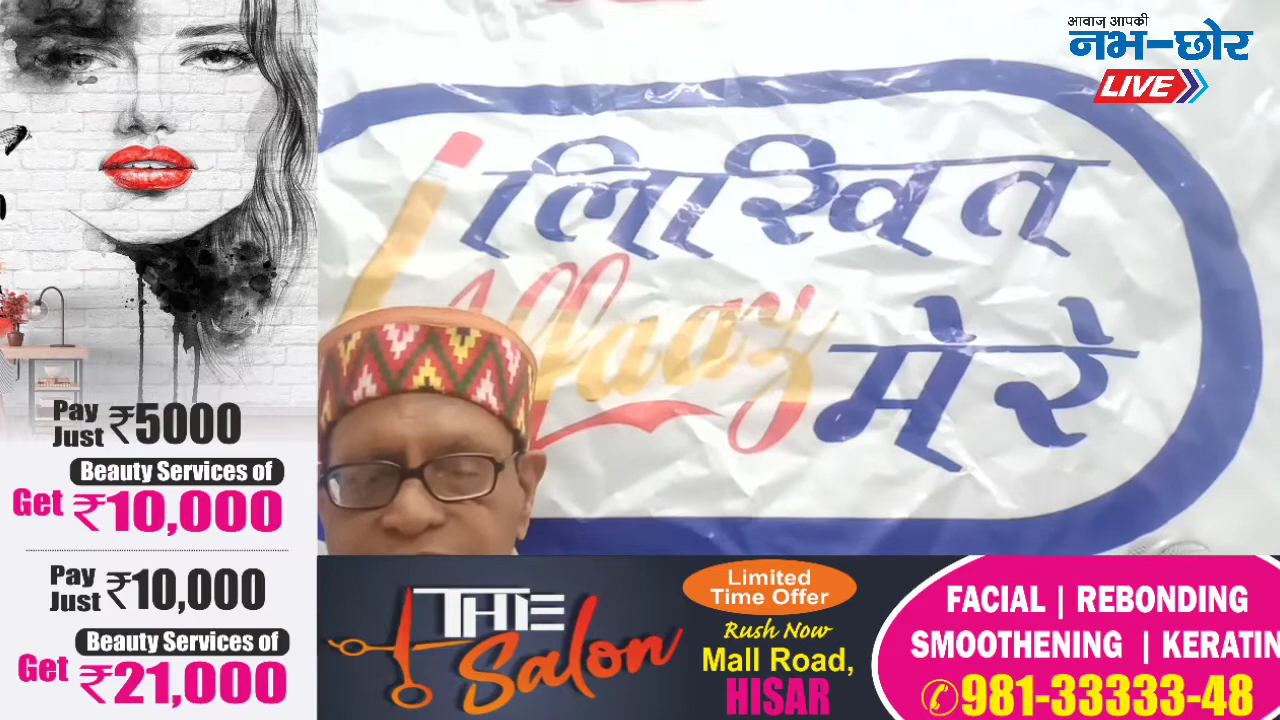 आवाज़ आपकी
नभ-छोर
LIVE
लिखित
Alfaaz
मेरे
Pay Just ₹5000
Beauty Services of
Get ₹10,000
Pay Just ₹10,000
Beauty Services of
Get ₹21,000
THE
Salon
Limited
Time Offer
Rush Now
Mall Road,
HISAR
FACIAL | REBONDING
SMOOTHENING | KERATIN
981-33333-48